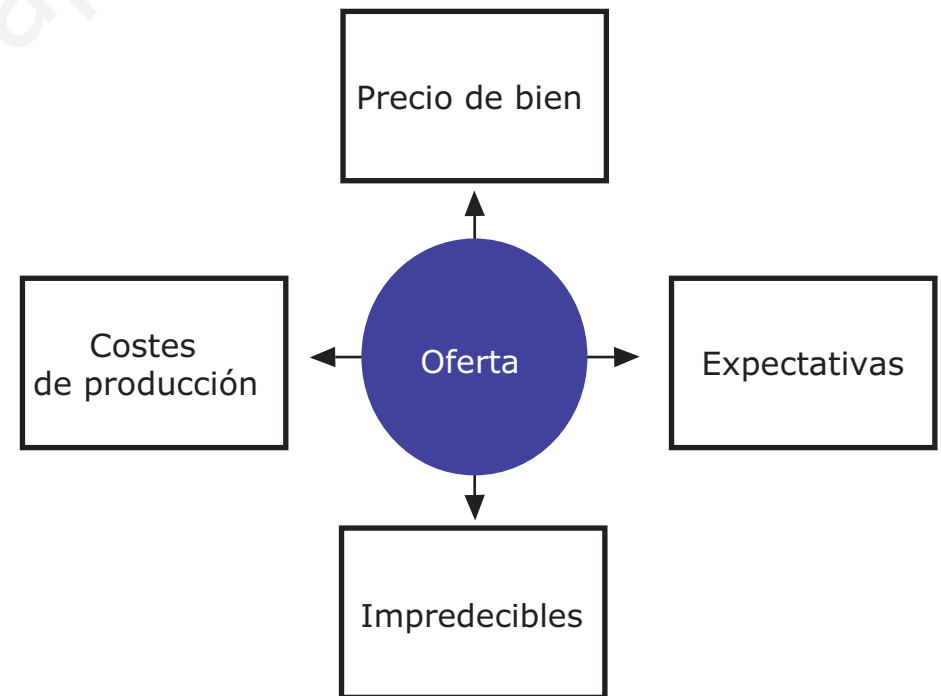 Precio de bien
Costes
de producción
Oferta
Expectativas
Impredecibles